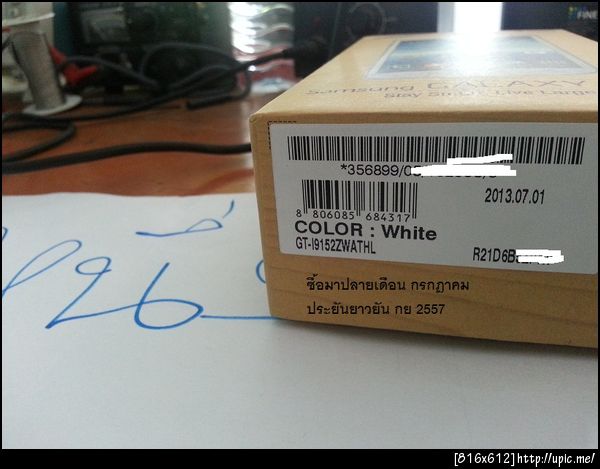 SAMSUNG GALAXY
Stay Smart. Live Large
*356899/0
2013.07.01
8 806085 684317
COLOR : White
GT-I9152ZWATHL
R21D6B
ซื้อมาปลายเดือน กรกฎาคม
ประยันยาวยัน กย 2557
[816x612]http://upic.me/